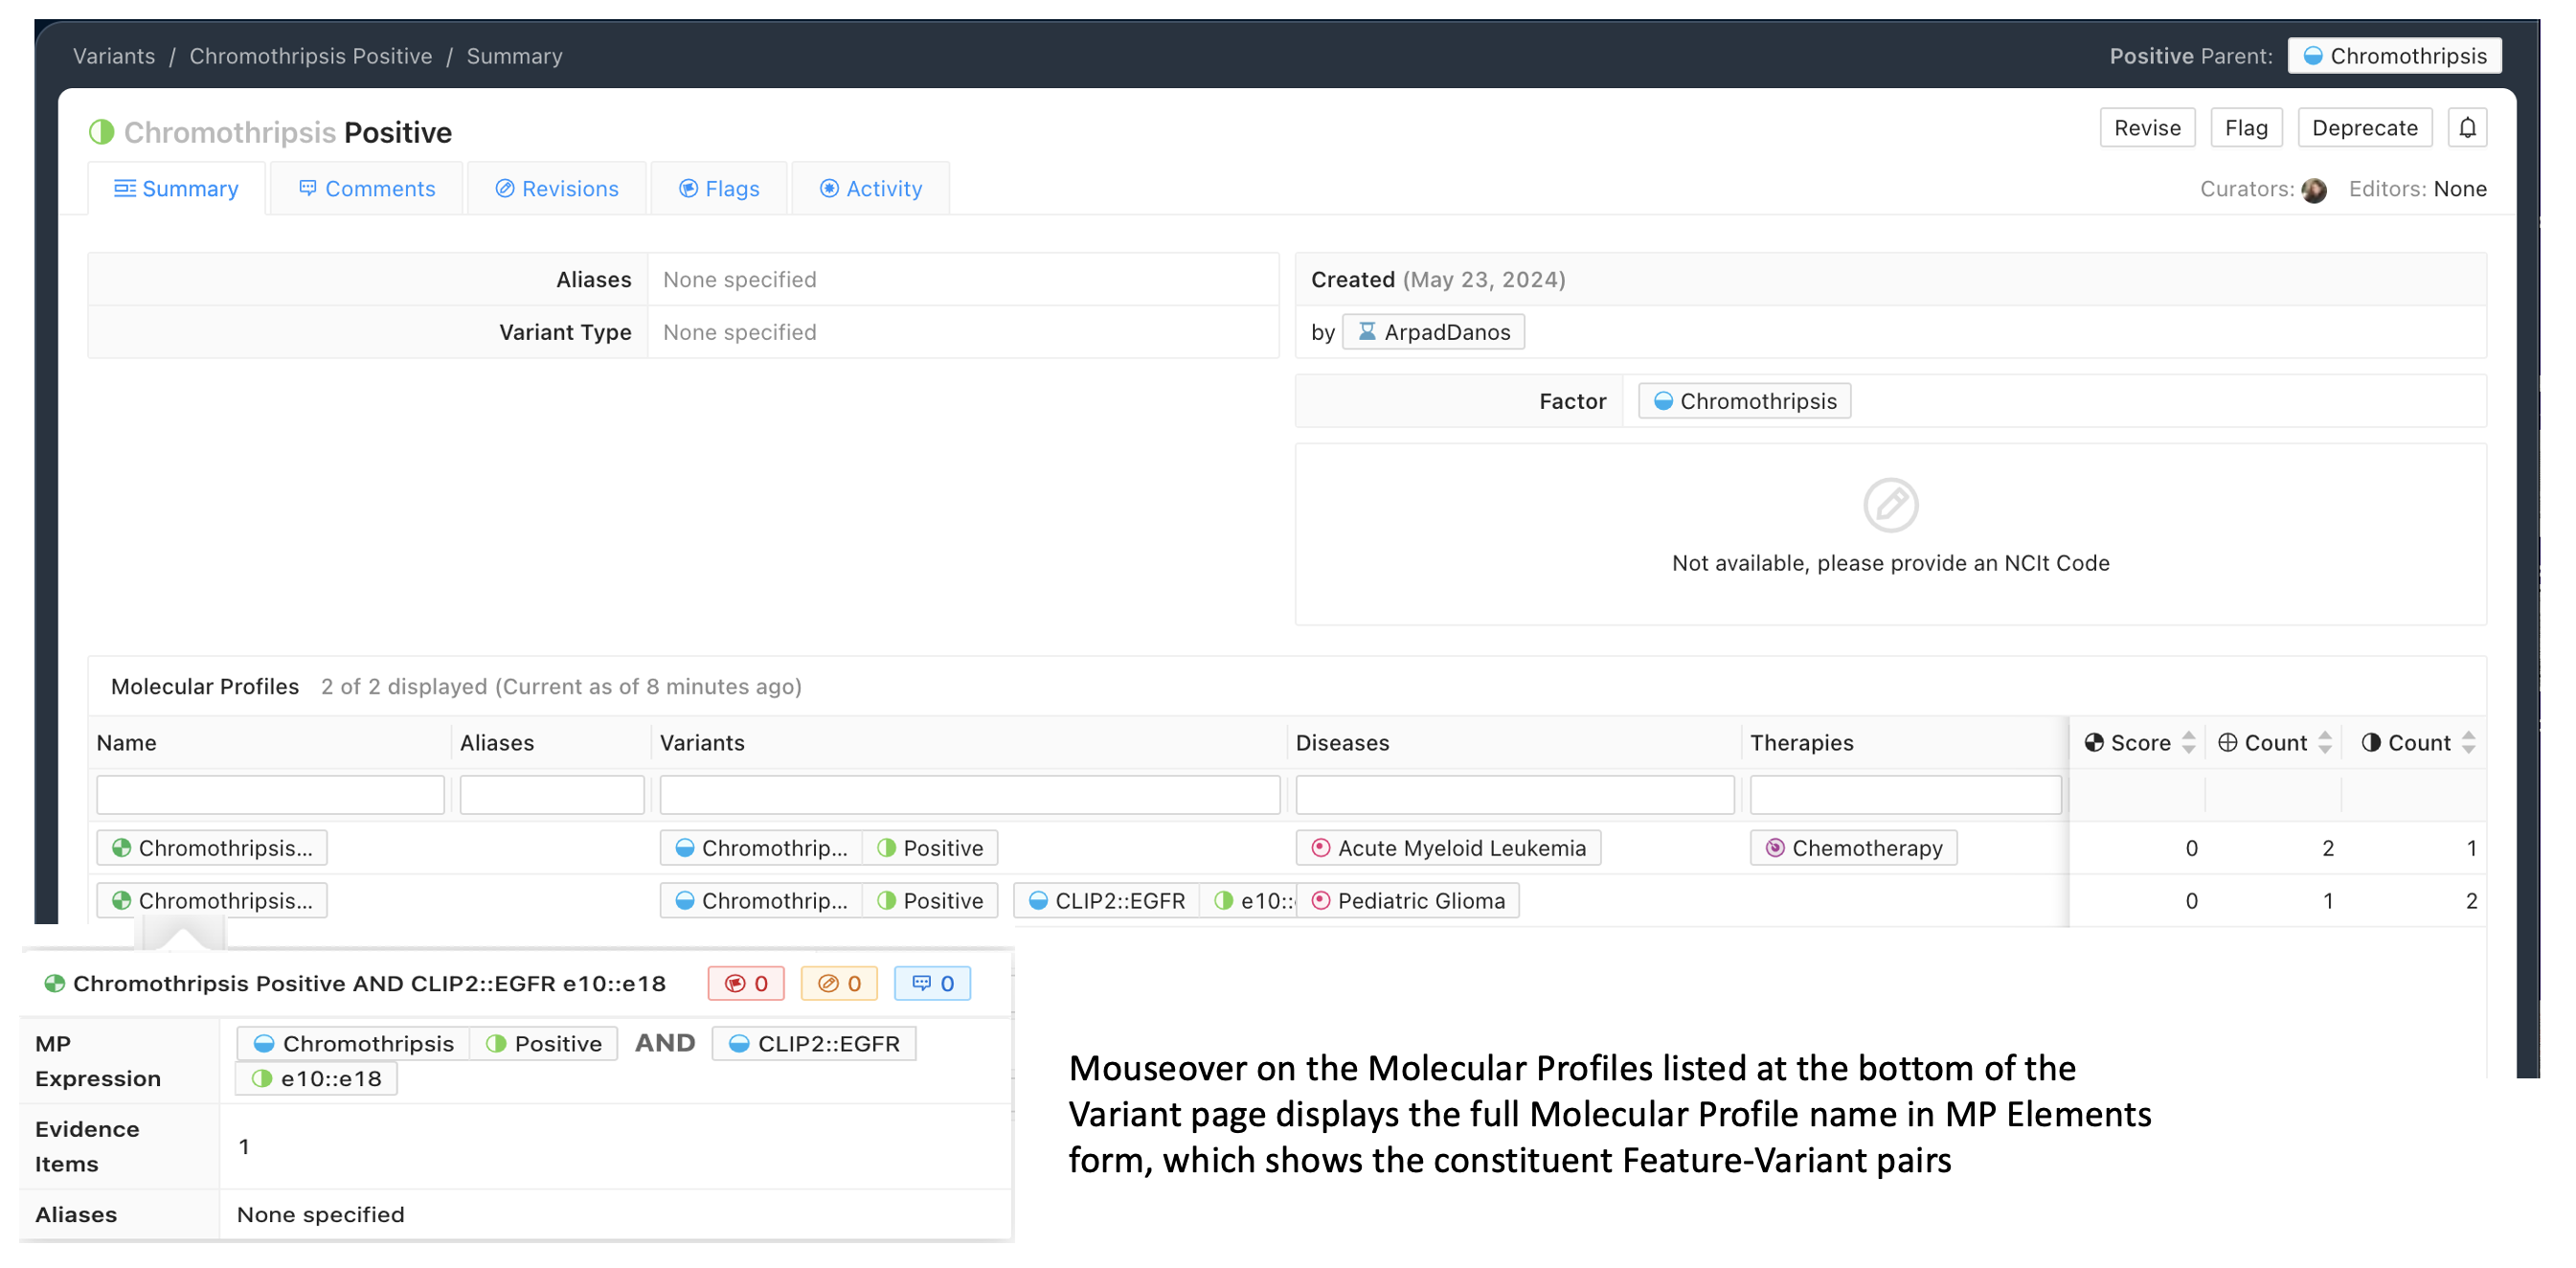 Variants / Chromothripsis Positive / Summary
Positive Parent: Chromothripsis
Chromothripsis Positive
Revise Flag Deprecate
Summary Comments Revisions Flags Activity
Curators: Editors: None
Aliases None specified
Variant Type None specified
Created (May 23, 2024)
by ArpadDanos
Factor Chromothripsis
Not available, please provide an NCIt Code
Molecular Profiles 2 of 2 displayed (Current as of 8 minutes ago)
Name Aliases Variants Diseases Therapies Score Count Count
Chromothripsis... Chromothrip... Positive Acute Myeloid Leukemia Chemotherapy 0 2 1
Chromothripsis... Chromothrip... Positive CLIP2::EGFR e10:: Pediatric Glioma 0 1 2
Chromothripsis Positive AND CLIP2::EGFR e10::e18 0 0 0
MP Expression Chromothripsis Positive AND CLIP2::EGFR
e10::e18
Evidence Items 1
Aliases None specified
Mouseover on the Molecular Profiles listed at the bottom of the
Variant page displays the full Molecular Profile name in MP Elements
form, which shows the constituent Feature-Variant pairs